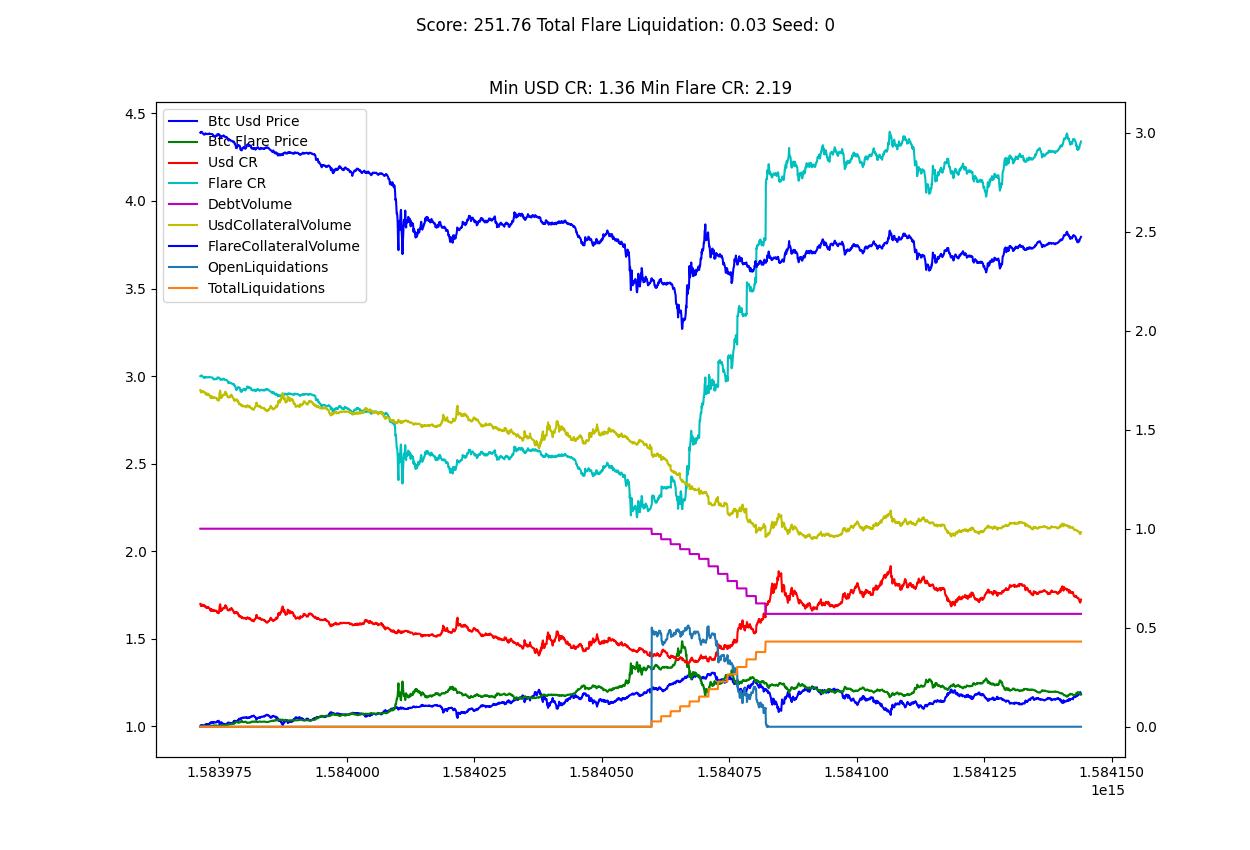 Score: 251.76 Total Flare Liquidation: 0.03 Seed: 0
Min USD CR: 1.36 Min Flare CR: 2.19
Btc Usd Price
Btc Flare Price
Usd CR
Flare CR
DebtVolume
UsdCollateralVolume
FlareCollateralVolume
OpenLiquidations
TotalLiquidations
4.5
4.0
3.5
3.0
2.5
2.0
1.5
1.0
3.0
2.5
2.0
1.5
1.0
0.5
0.0
1.583975 1.584000 1.584025 1.584050 1.584075 1.584100 1.584125 1.584150
1e15